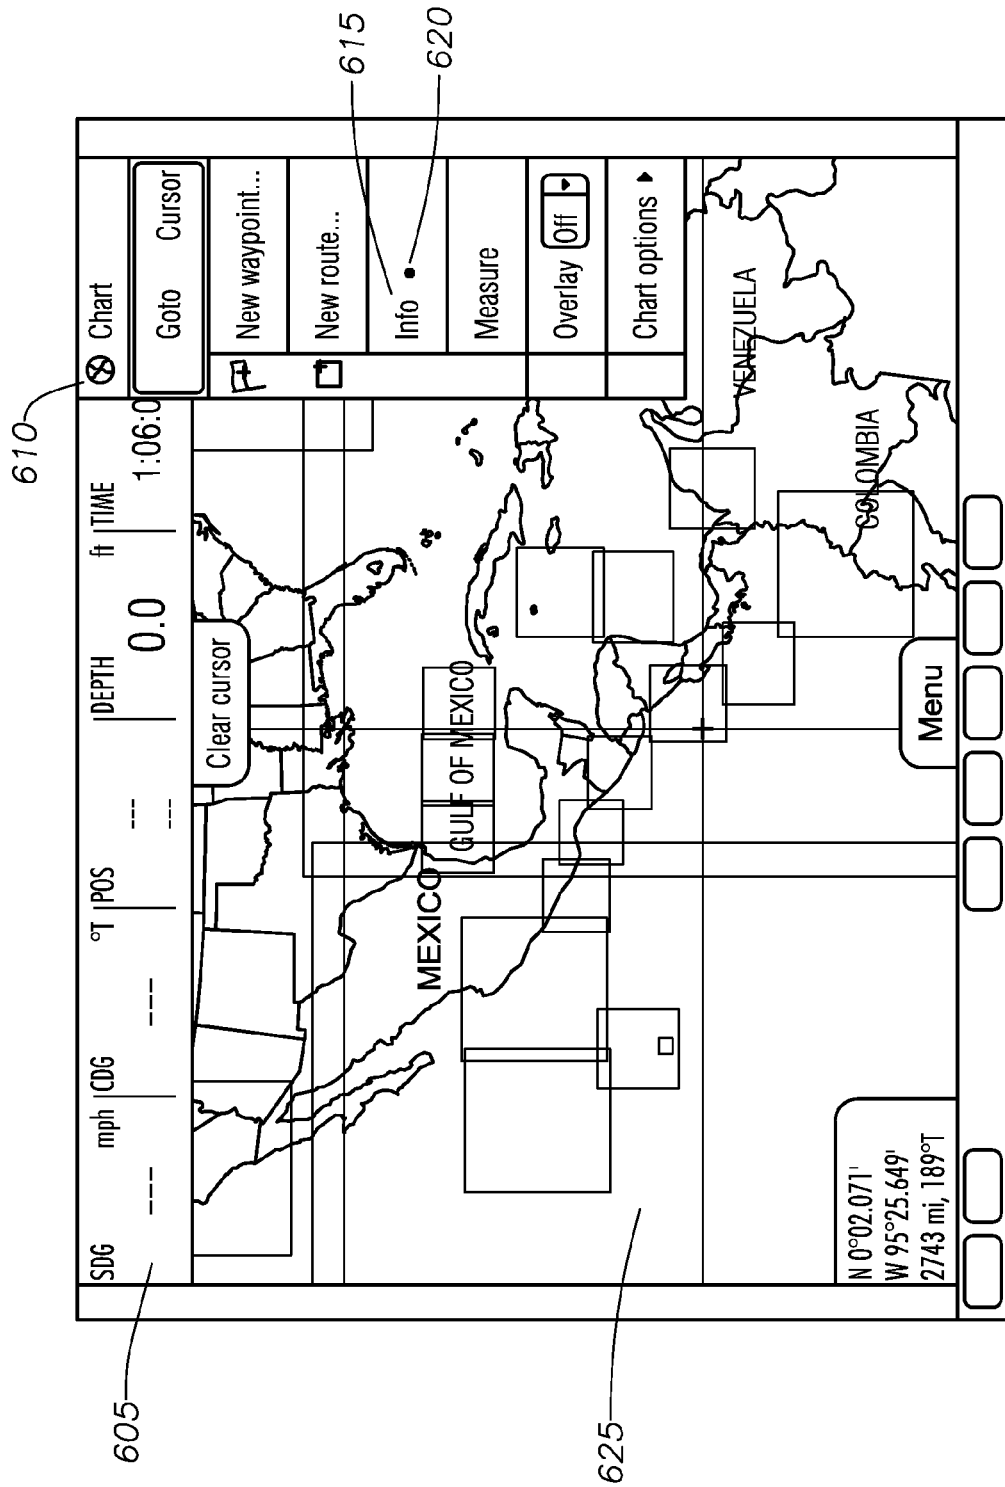 610
615
620
605
625
SDG mph
----
CDG °T
---
POS
---
---
DEPTH ft
0.0
TIME
1:06:0
Clear cursor
Chart
Goto Cursor
New waypoint...
New route...
Info
Measure
Overlay Off
Chart options
MEXICO
GULF OF MEXICO
VENEZUELA
COLOMBIA
N 0°02.071'
W 95°25.649'
2743 mi, 189°T
Menu